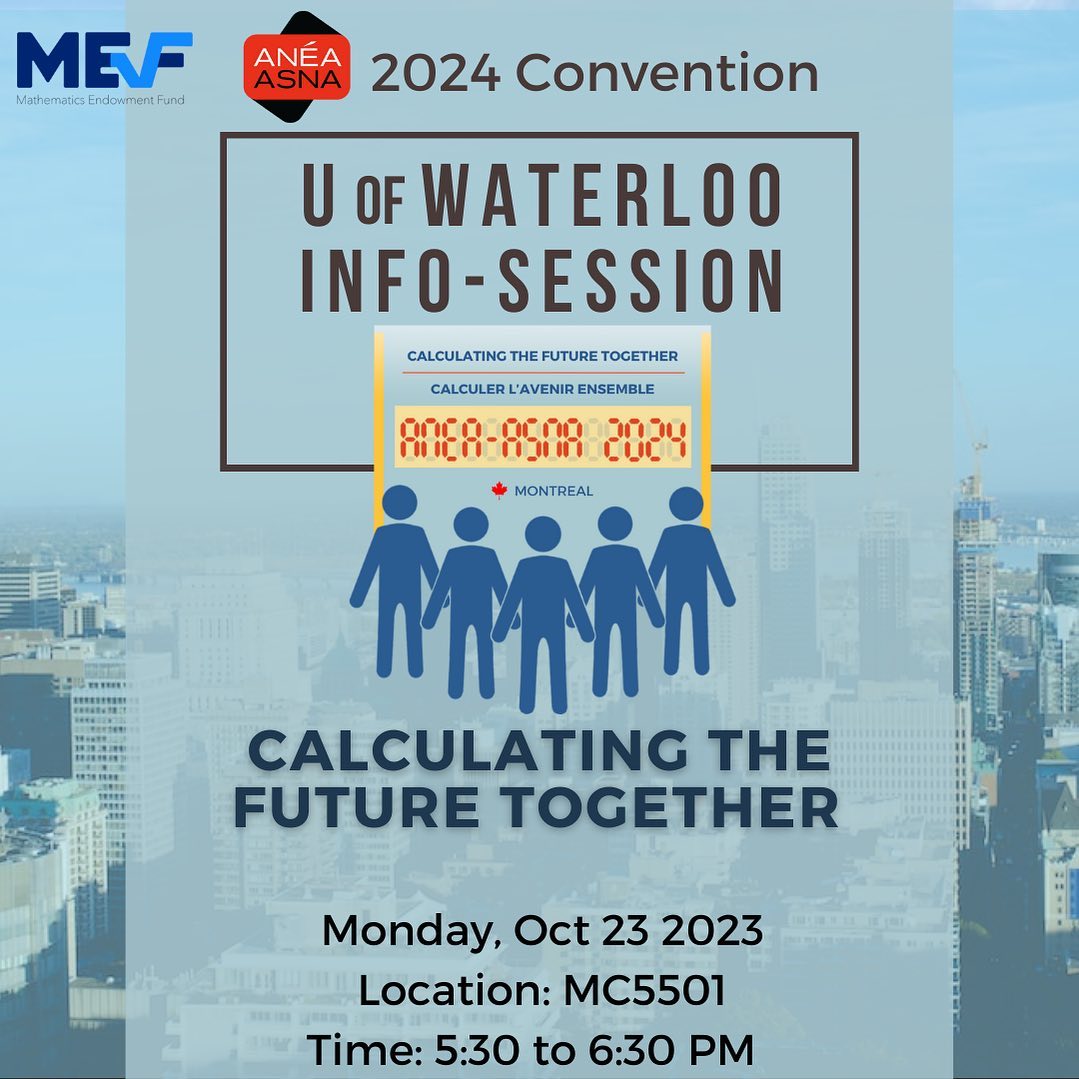 MEF
Mathematics Endowment Fund
ANÉA
ASNA
2024 Convention
U OF WATERLOO
INFO-SESSION
CALCULATING THE FUTURE TOGETHER
CALCULER L'AVENIR ENSEMBLE
ANEA-ASNA 2024
MONTREAL
CALCULATING THE
FUTURE TOGETHER
Monday, Oct 23 2023
Location: MC5501
Time: 5:30 to 6:30 PM